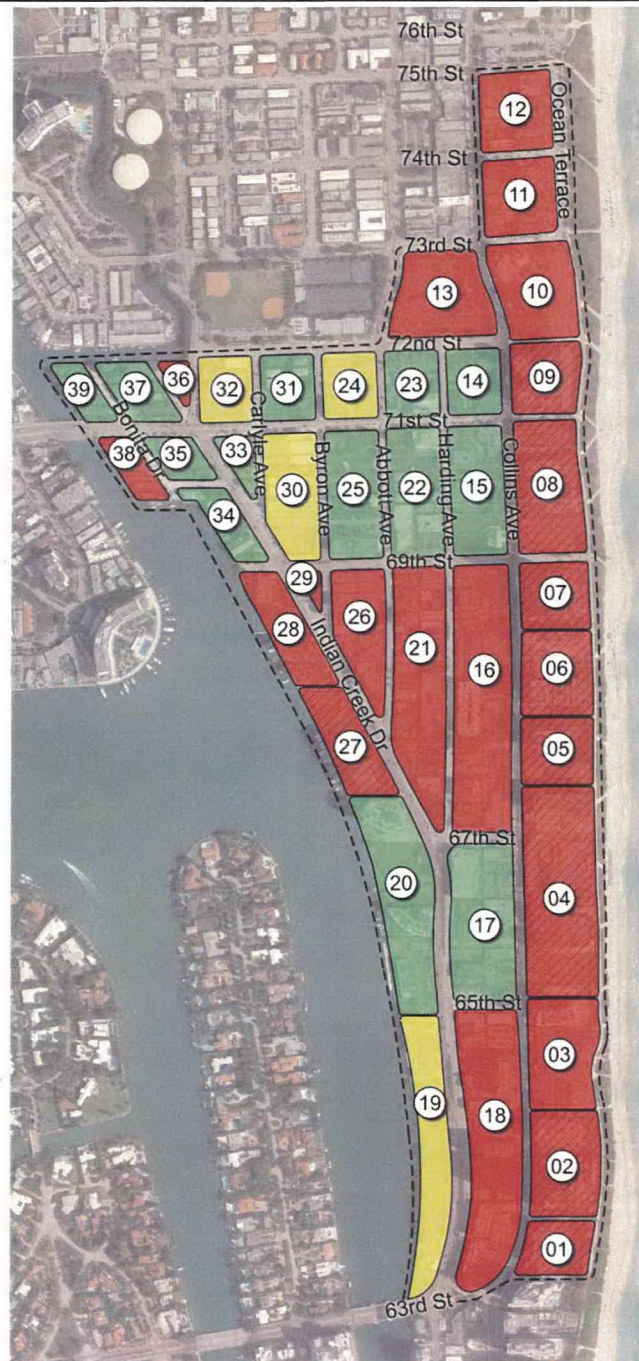 76th St
75th St
12
Ocean Terrace
74th St
11
73rd St
13
10
72nd St
39
37
36
32
31
24
23
14
09
Bonita Dr
Carlyle Ave
71st St
38
35
33
30
Byron Ave
25
Abbott Ave
22
Harding Ave
15
Collins Ave
08
34
69th St
29
28
26
21
16
07
06
Indian Creek Dr
27
05
67th St
20
17
04
65th St
19
18
03
02
01
63rd St